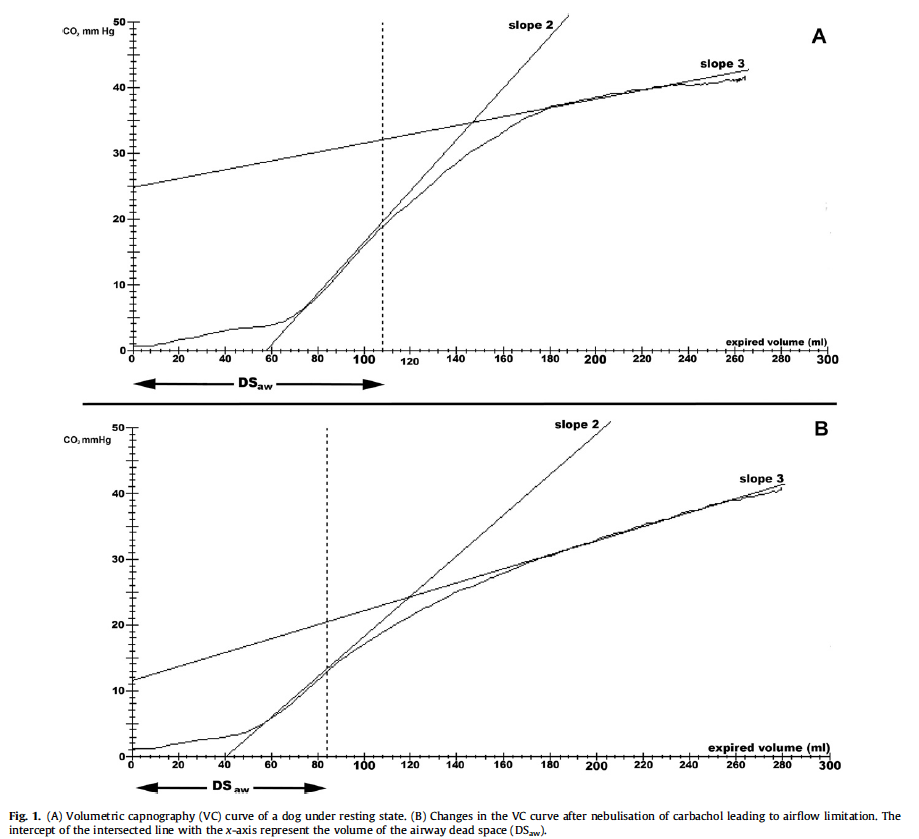 50
CO, mm Hg
slope 2
A
slope 3
40
30
20
10
0
expired volume (ml)
0 20 40 60 80 100 120 140 160 180 200 220 240 260 280 300
DSaw
50
slope 2
B
CO, mmHg
slope 3
40
30
20
10
0
expired volume (ml)
0 20 40 60 80 100 120 140 160 180 200 220 240 260 280 300
DS aw
Fig. 1. (A) Volumetric capnography (VC) curve of a dog under resting state. (B) Changes in the VC curve after nebulisation of carbachol leading to airflow limitation. The
intercept of the intersected line with the x-axis represent the volume of the airway dead space (DSaw).